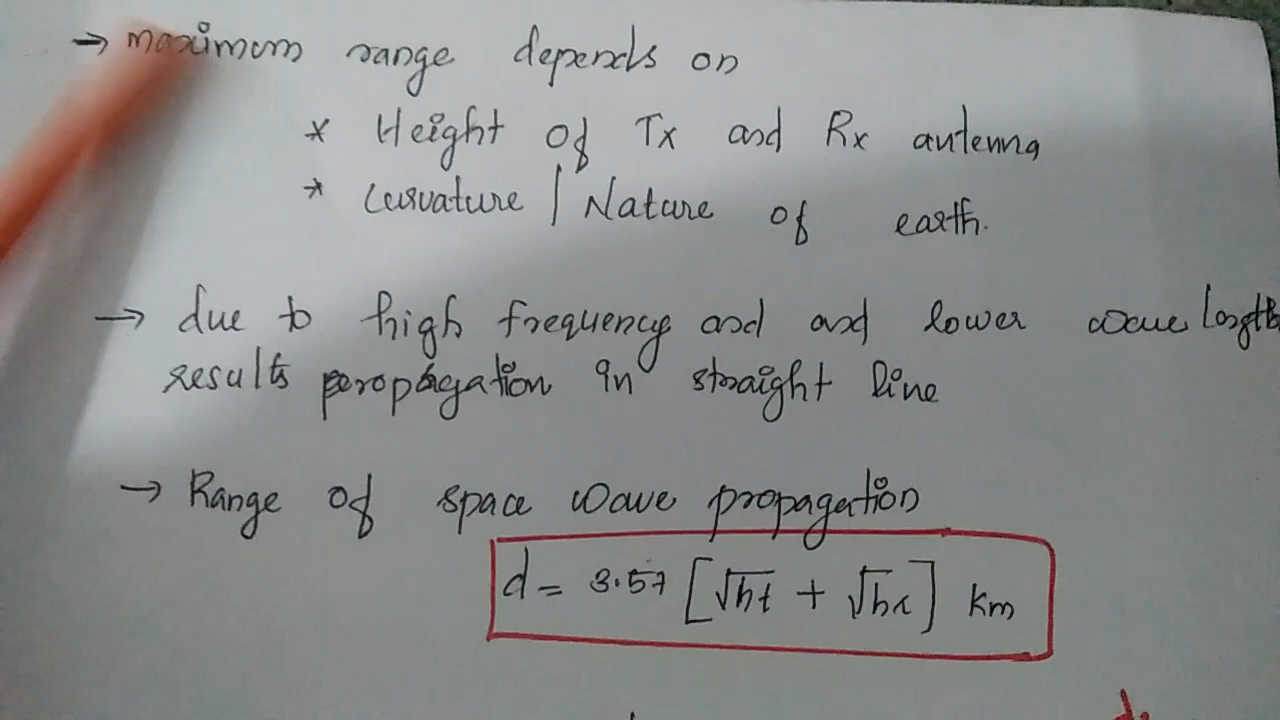 → maximum range depends on
* Height of Tx and Rx antenna
* Curvature | Nature of earth.
→ due to high frequency and and lower wave length
results propagation in straight line
→ Range of space wave propagation
d = 3.57 [√ht + √hr] km